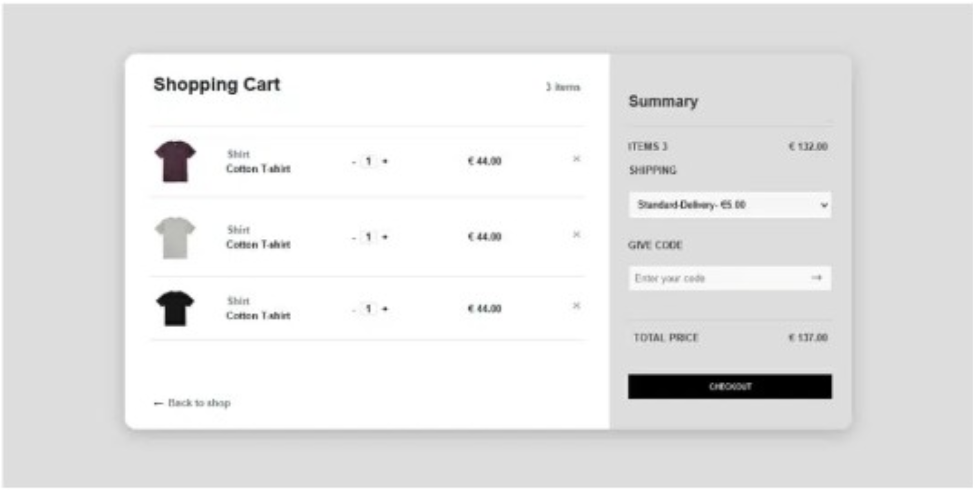 Shopping Cart
3 items
Shirt
Cotton T-shirt
- 1 +
€ 44.00
×
Shirt
Cotton T-shirt
- 1 +
€ 44.00
×
Shirt
Cotton T-shirt
- 1 +
€ 44.00
×
← Back to shop
Summary
ITEMS 3 € 132.00
SHIPPING
Standard-Delivery- €5.00
GIVE CODE
Enter your code →
TOTAL PRICE € 137.00
CHECKOUT